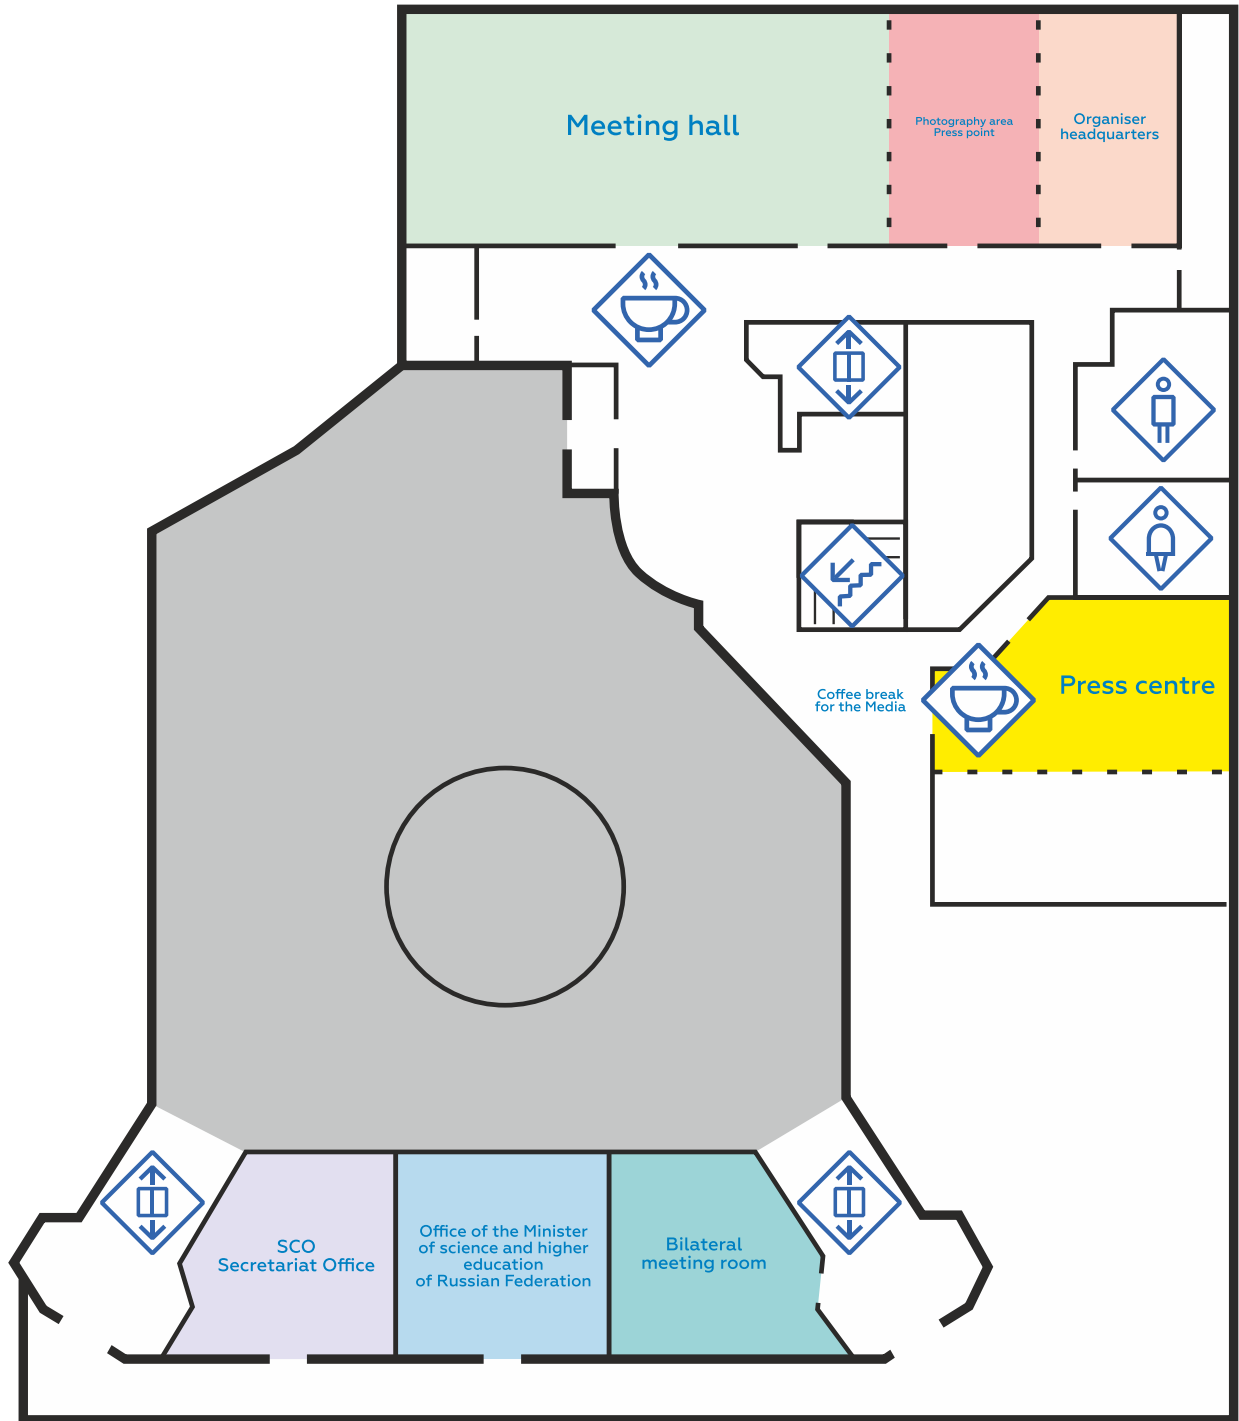 Meeting hall
Photography area
Press point
Organiser
headquarters
Press centre
Coffee break
for the Media
SCO
Secretariat Office
Office of the Minister
of science and higher
education
of Russian Federation
Bilateral
meeting room